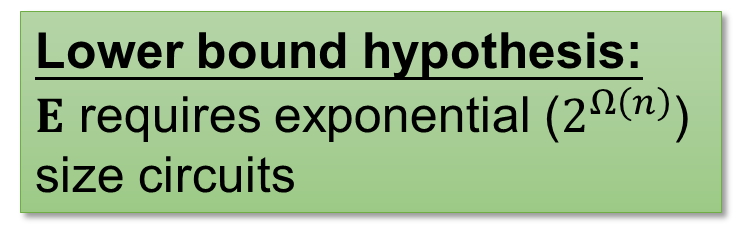 Lower bound hypothesis:
𝐄 requires exponential (2^{Ω(n)})
size circuits